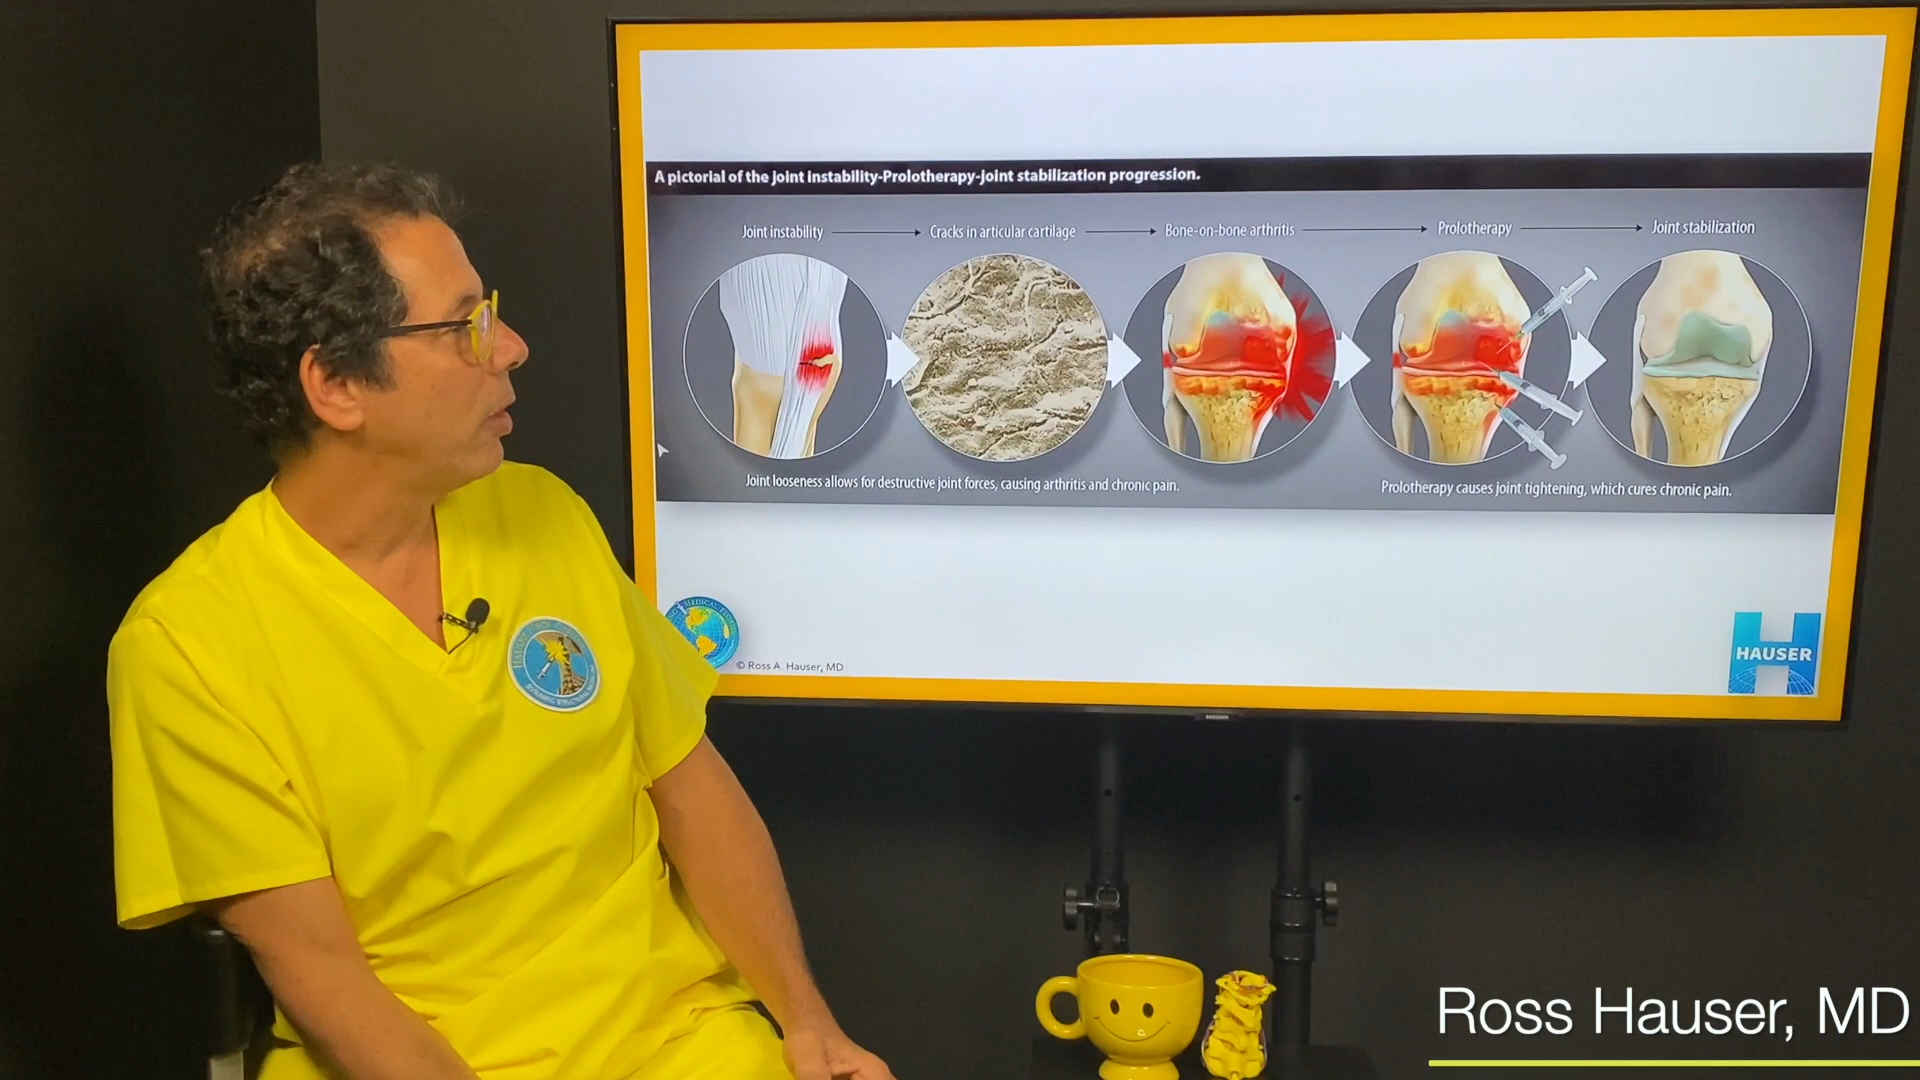 A pictorial of the joint instability-Prolotherapy-joint stabilization progression.
Joint instability
Cracks in articular cartilage
Bone-on-bone arthritis
Prolotherapy
Joint stabilization
Joint looseness allows for destructive joint forces, causing arthritis and chronic pain.
Prolotherapy causes joint tightening, which cures chronic pain.
MEDICAL
© Ross A. Hauser, MD
HAUSER
Ross Hauser, MD